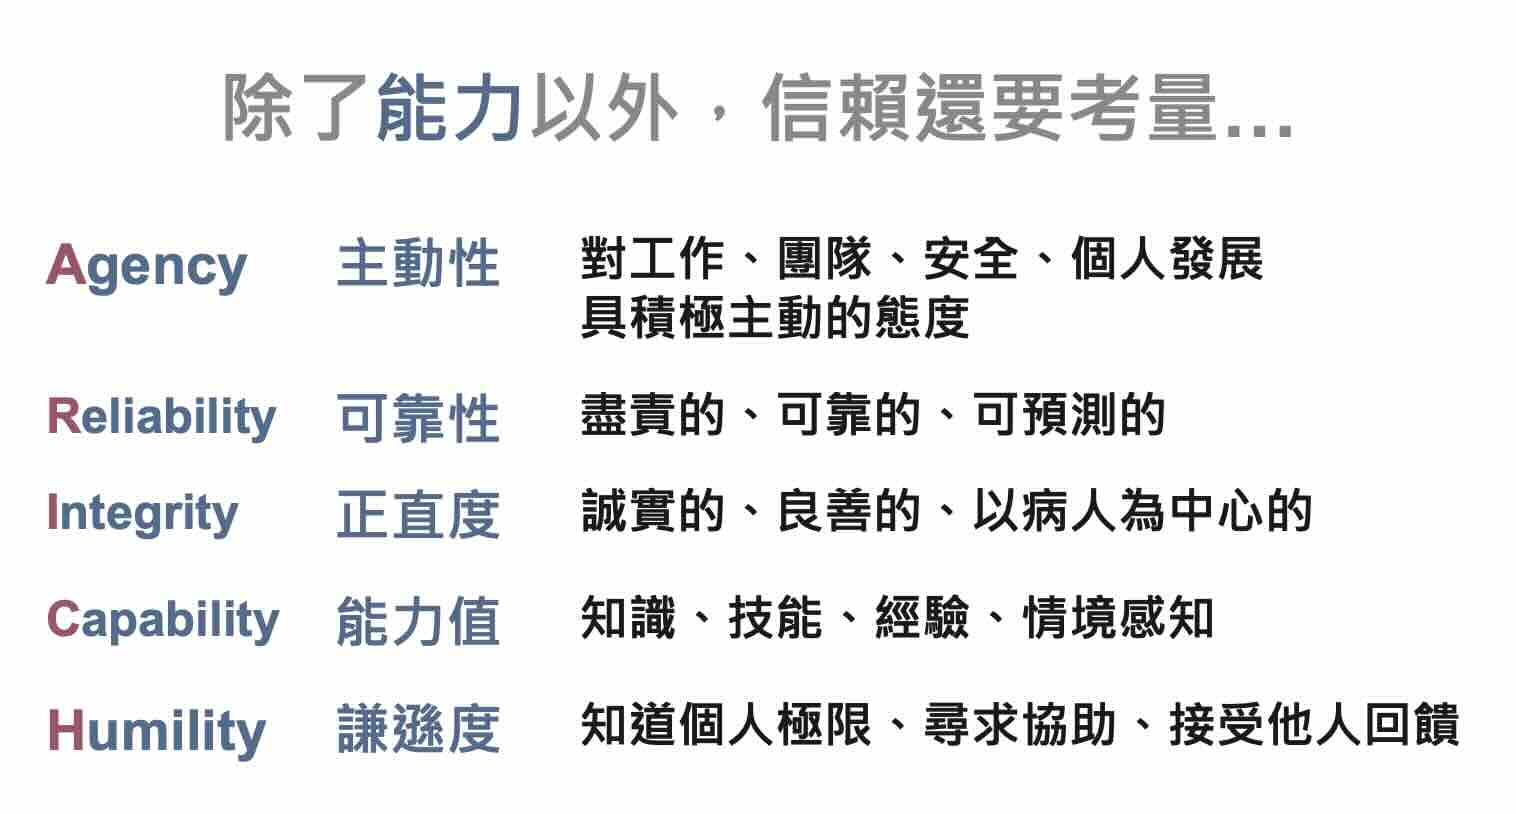 除了能力以外，信賴還要考量...
Agency 主動性 對工作、團隊、安全、個人發展
具積極主動的態度
Reliability 可靠性 盡責的、可靠的、可預測的
Integrity 正直度 誠實的、良善的、以病人為中心的
Capability 能力值 知識、技能、經驗、情境感知
Humility 謙遜度 知道個人極限、尋求協助、接受他人回饋